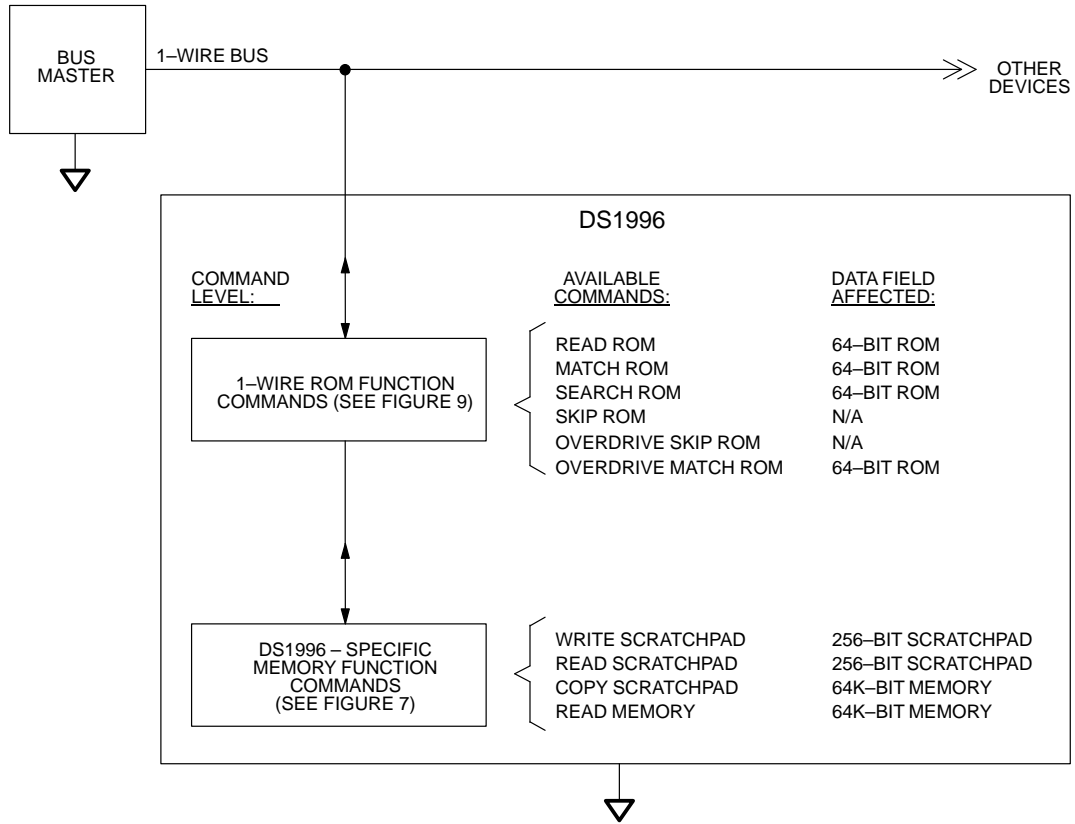 BUS
MASTER
1–WIRE BUS
OTHER
DEVICES
DS1996
COMMAND
LEVEL:
AVAILABLE
COMMANDS:
DATA FIELD
AFFECTED:
1–WIRE ROM FUNCTION
COMMANDS (SEE FIGURE 9)
READ ROM 64–BIT ROM
MATCH ROM 64–BIT ROM
SEARCH ROM 64–BIT ROM
SKIP ROM N/A
OVERDRIVE SKIP ROM N/A
OVERDRIVE MATCH ROM 64–BIT ROM
DS1996 – SPECIFIC
MEMORY FUNCTION
COMMANDS
(SEE FIGURE 7)
WRITE SCRATCHPAD 256–BIT SCRATCHPAD
READ SCRATCHPAD 256–BIT SCRATCHPAD
COPY SCRATCHPAD 64K–BIT MEMORY
READ MEMORY 64K–BIT MEMORY